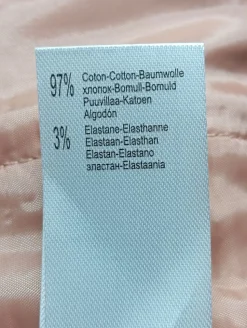 97% Coton-Cotton-Baumwolle
хлопок-Bomull-Bomuld
Puuvillaa-Katoen
Algodón
3% Elastane-Elasthanne
Elastaan-Elasthan
Elastan-Elastano
эластан-Elastaania